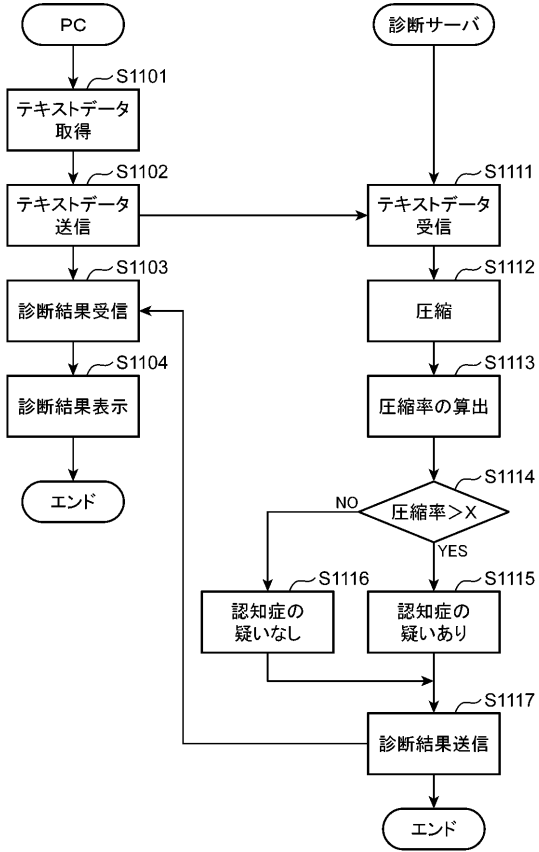 PC
S1101
テキストデータ
取得
S1102
テキストデータ
送信
S1103
診断結果受信
S1104
診断結果表示
エンド
診断サーバ
S1111
テキストデータ
受信
S1112
圧縮
S1113
圧縮率の算出
S1114
圧縮率＞X
NO
YES
S1116
認知症の
疑いなし
S1115
認知症の
疑いあり
S1117
診断結果送信
エンド